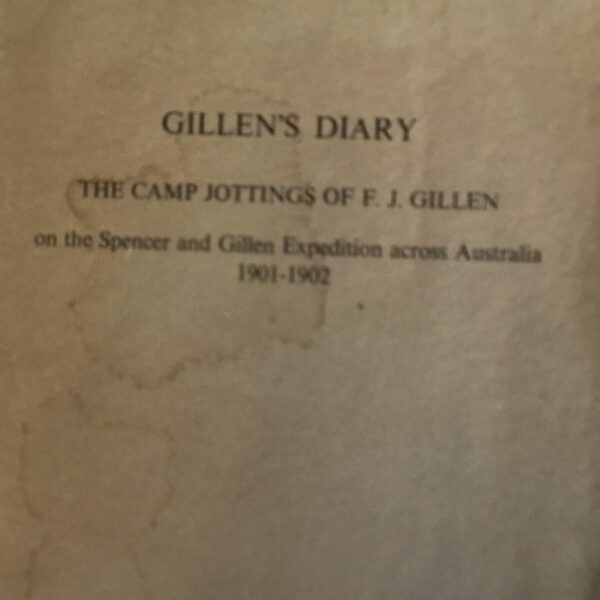 GILLEN'S DIARY
THE CAMP JOTTINGS OF F. J. GILLEN
on the Spencer and Gillen Expedition across Australia
1901-1902